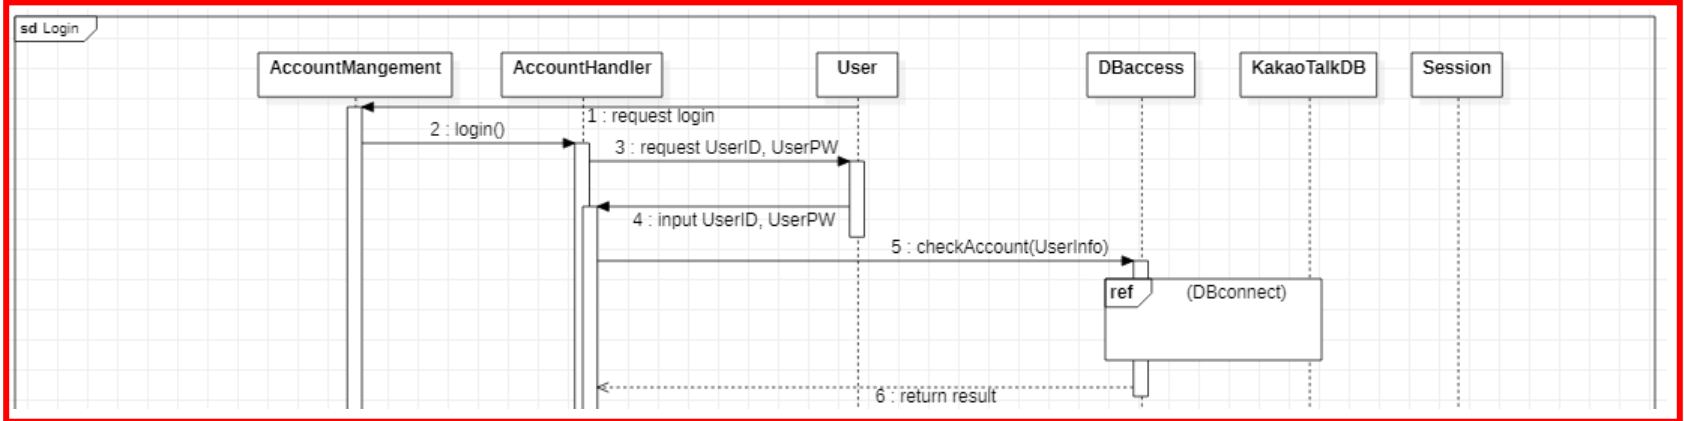 sd Login
AccountMangement
AccountHandler
User
DBaccess
KakaoTalkDB
Session
1 : request login
2 : login()
3 : request UserID, UserPW
4 : input UserID, UserPW
5 : checkAccount(UserInfo)
ref
(DBconnect)
6 : return result